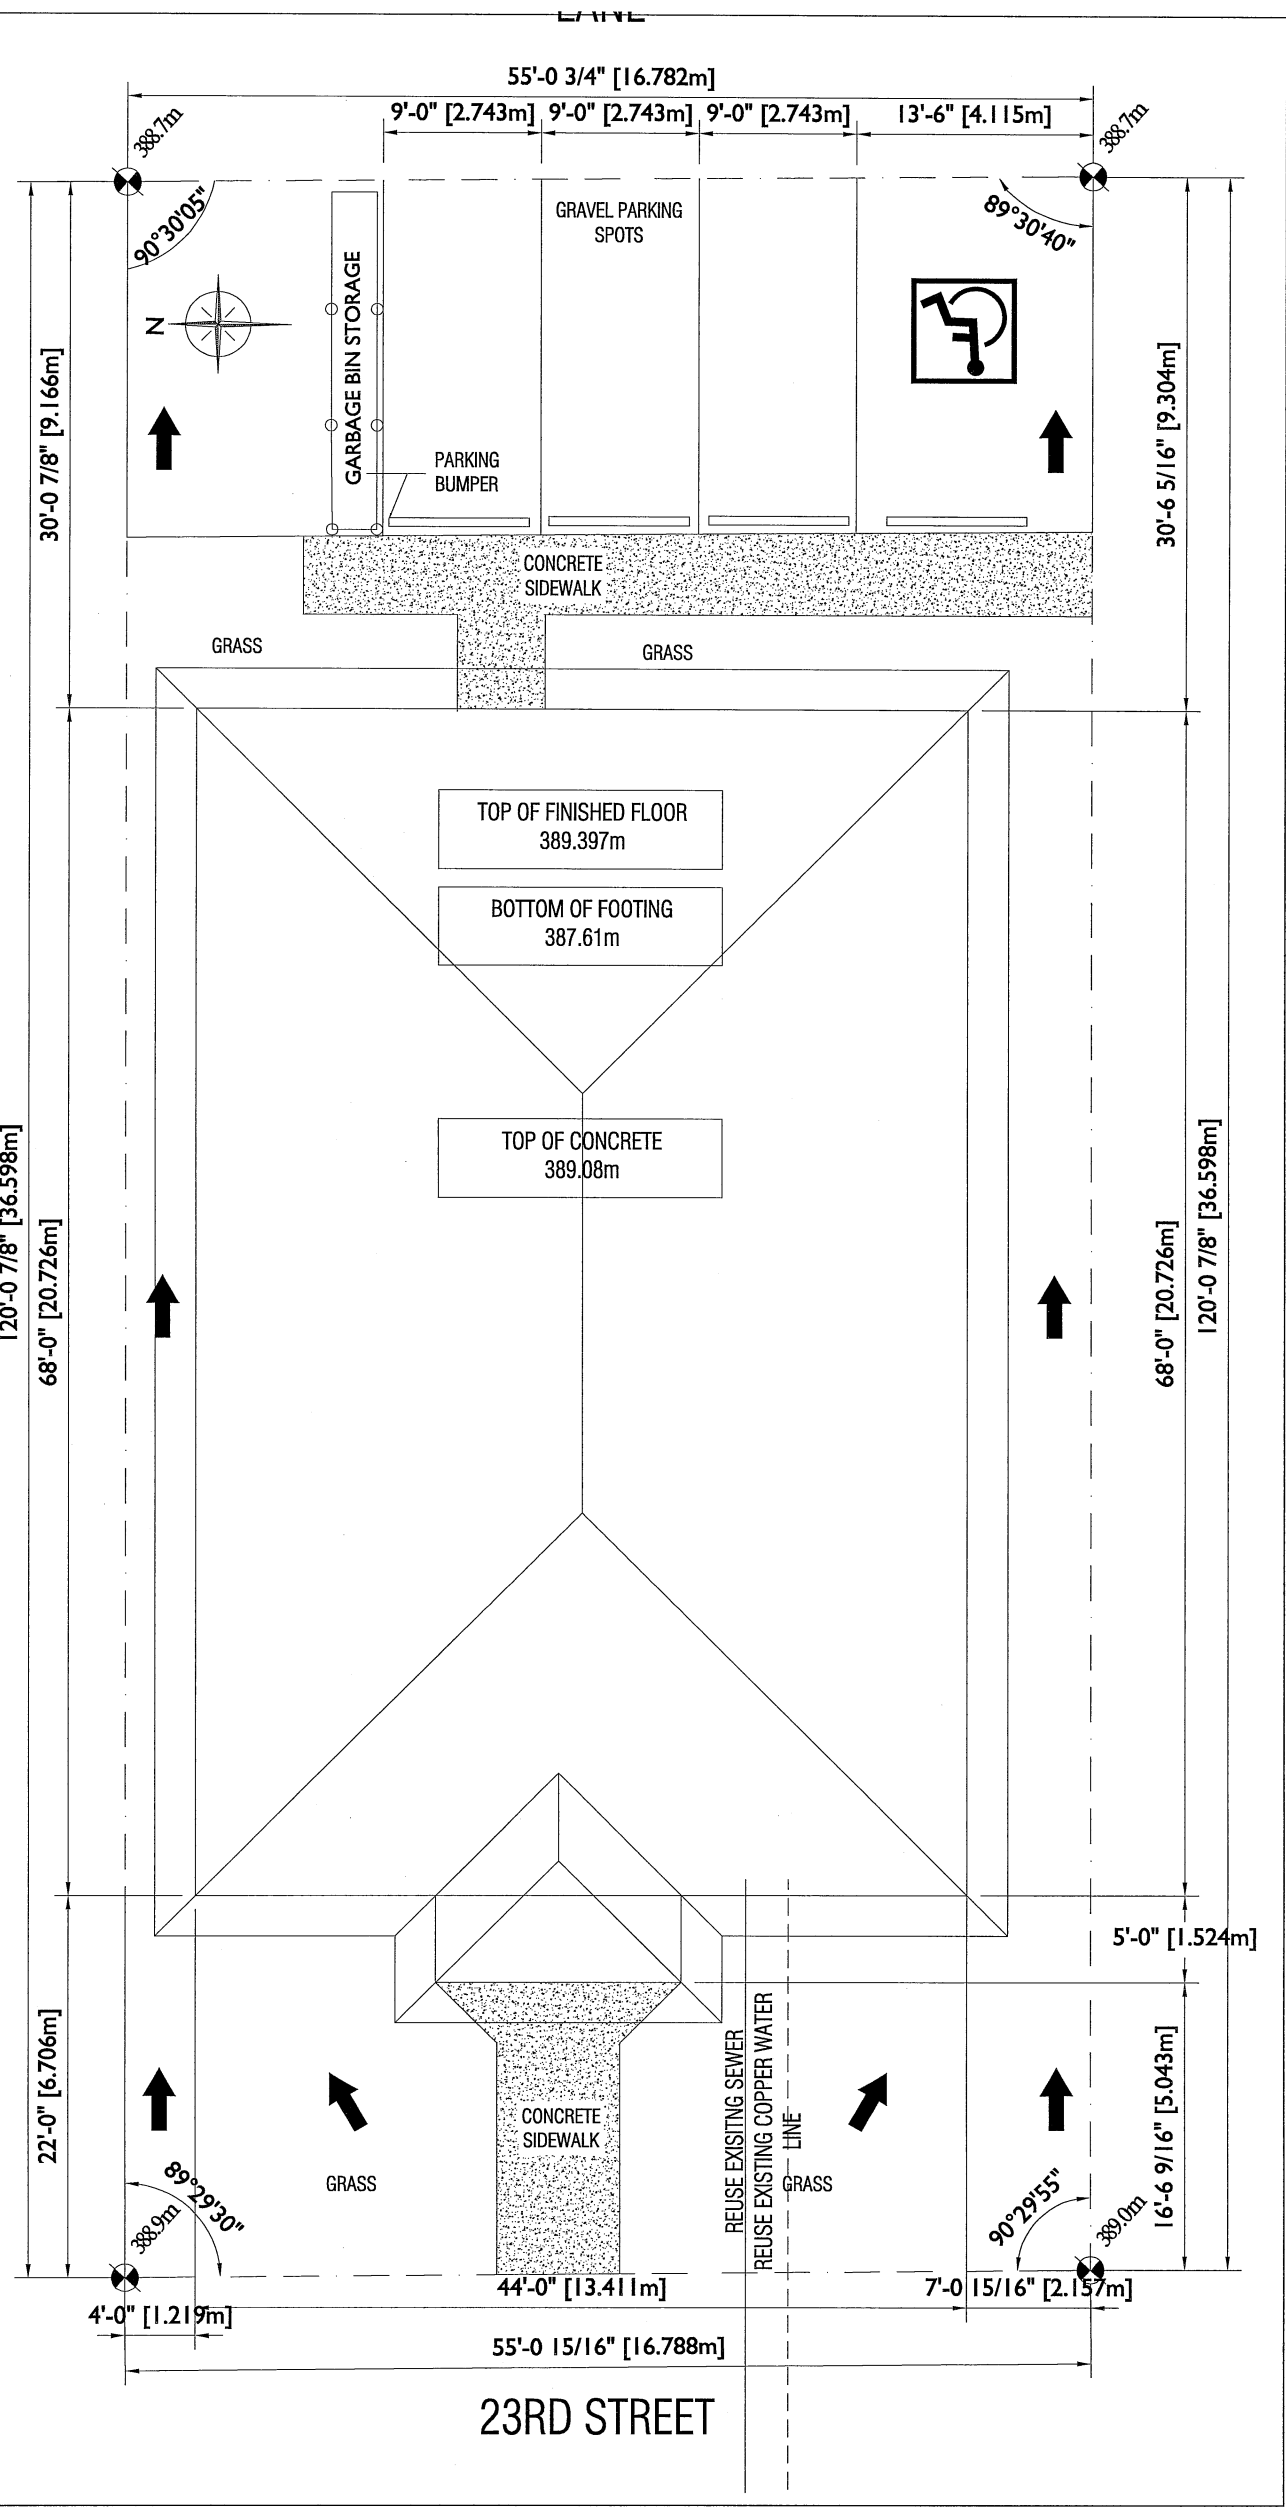 LANE
55'-0 3/4" [16.782m]
9'-0" [2.743m]
9'-0" [2.743m]
9'-0" [2.743m]
13'-6" [4.115m]
388.7m
388.7m
90°30'05"
89°30'40"
GRAVEL PARKING
SPOTS
N
GARBAGE BIN STORAGE
PARKING
BUMPER
30'-0 7/8" [9.166m]
30'-6 5/16" [9.304m]
CONCRETE
SIDEWALK
GRASS
GRASS
TOP OF FINISHED FLOOR
389.397m
BOTTOM OF FOOTING
387.61m
TOP OF CONCRETE
389.08m
120'-0 7/8" [36.598m]
68'-0" [20.726m]
68'-0" [20.726m]
120'-0 7/8" [36.598m]
5'-0" [1.524m]
22'-0" [6.706m]
16'-6 9/16" [5.043m]
REUSE EXISITNG SEWER
REUSE EXISTING COPPER WATER
LINE
CONCRETE
SIDEWALK
GRASS
GRASS
89°29'30"
388.9m
90°29'55"
389.0m
44'-0" [13.411m]
7'-0 15/16" [2.157m]
4'-0" [1.219m]
55'-0 15/16" [16.788m]
23RD STREET